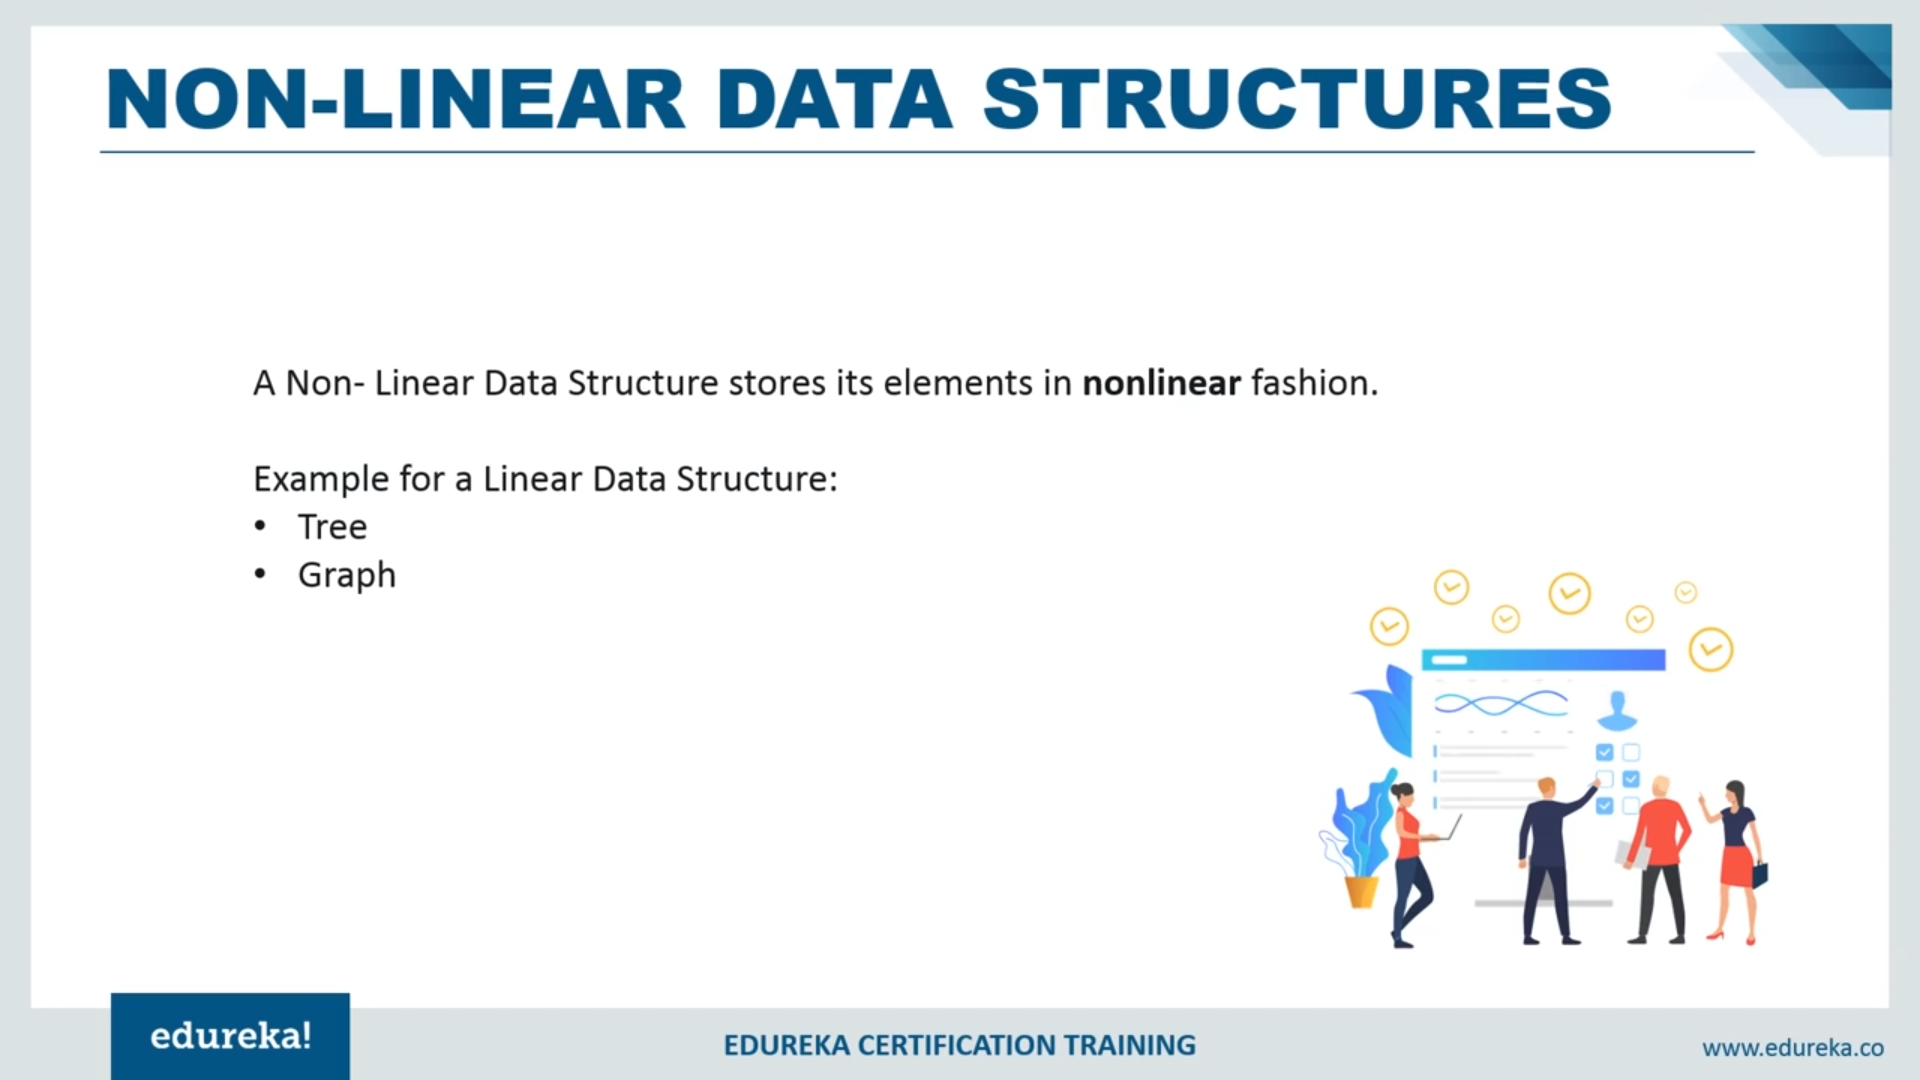 NON-LINEAR DATA STRUCTURES
A Non- Linear Data Structure stores its elements in nonlinear fashion.
Example for a Linear Data Structure:
• Tree
• Graph
edureka!
EDUREKA CERTIFICATION TRAINING
www.edureka.co